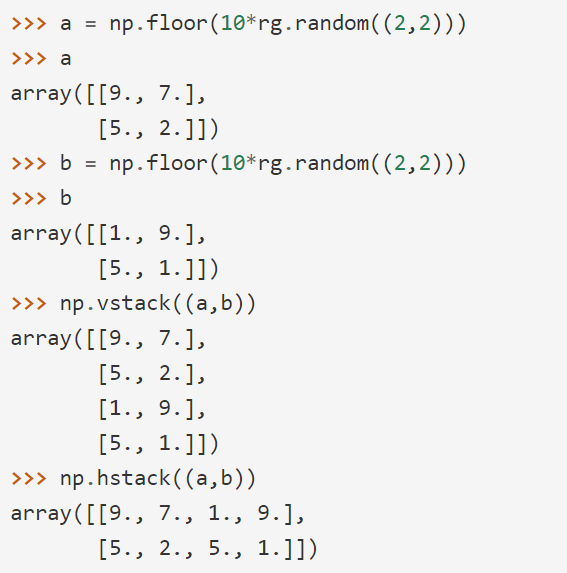 >>> a = np.floor(10*rg.random((2,2)))
>>> a
array([[9., 7.],
       [5., 2.]])
>>> b = np.floor(10*rg.random((2,2)))
>>> b
array([[1., 9.],
       [5., 1.]])
>>> np.vstack((a,b))
array([[9., 7.],
       [5., 2.],
       [1., 9.],
       [5., 1.]])
>>> np.hstack((a,b))
array([[9., 7., 1., 9.],
       [5., 2., 5., 1.]])